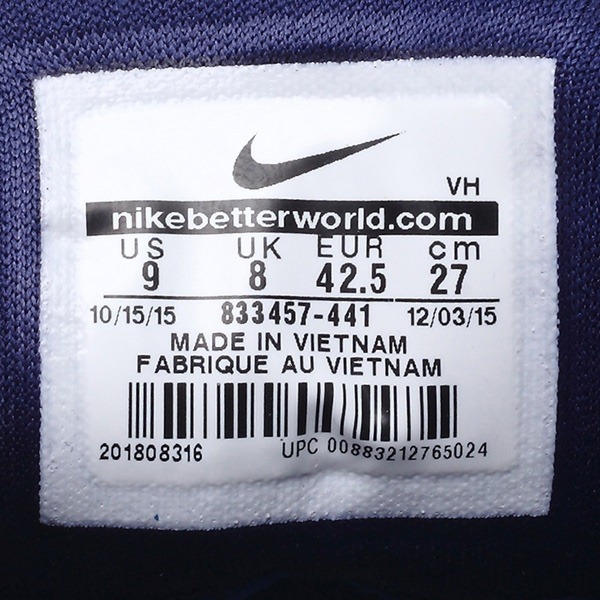 VH
nikebetterworld.com
US UK EUR cm
9 8 42.5 27
10/15/15 833457-441 12/03/15
MADE IN VIETNAM
FABRIQUE AU VIETNAM
201808316 UPC 00883212765024